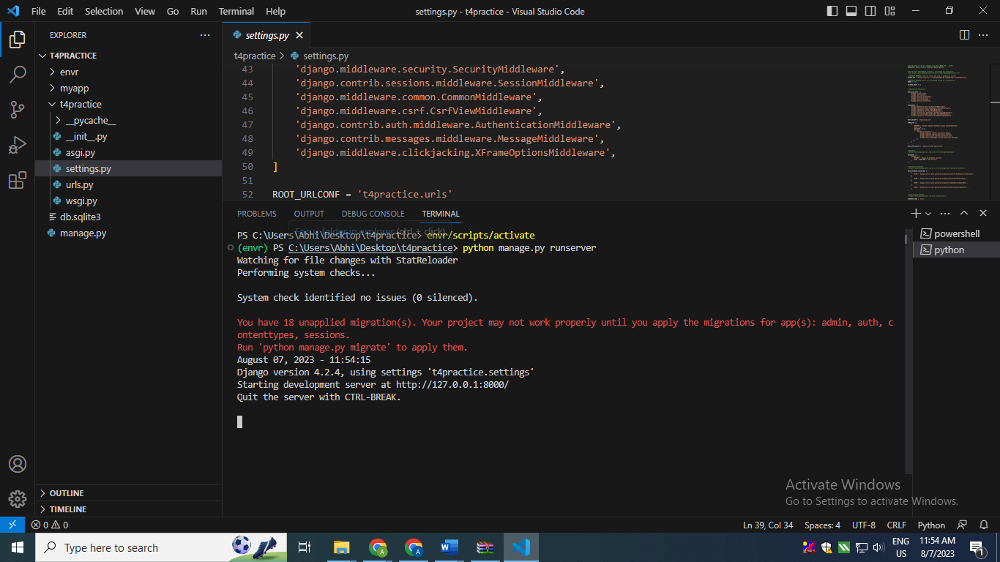 File Edit Selection View Go Run Terminal Help
settings.py - t4practice - Visual Studio Code
EXPLORER
T4PRACTICE
envr
myapp
t4practice
__pycache__
__init__.py
asgi.py
settings.py
urls.py
wsgi.py
db.sqlite3
manage.py
OUTLINE
TIMELINE
settings.py
t4practice > settings.py
43 'django.middleware.security.SecurityMiddleware',
44 'django.contrib.sessions.middleware.SessionMiddleware',
45 'django.middleware.common.CommonMiddleware',
46 'django.middleware.csrf.CsrfViewMiddleware',
47 'django.contrib.auth.middleware.AuthenticationMiddleware',
48 'django.contrib.messages.middleware.MessageMiddleware',
49 'django.middleware.clickjacking.XFrameOptionsMiddleware',
50 ]
51
52 ROOT_URLCONF = 't4practice.urls'
PROBLEMS OUTPUT DEBUG CONSOLE TERMINAL
Focus folder in explorer (ctrl + click)
PS C:\Users\Abhi\Desktop\t4practice> envr/scripts/activate
(envr) PS C:\Users\Abhi\Desktop\t4practice> python manage.py runserver
Watching for file changes with StatReloader
Performing system checks...
System check identified no issues (0 silenced).
You have 18 unapplied migration(s). Your project may not work properly until you apply the migrations for app(s): admin, auth, c
ontenttypes, sessions.
Run 'python manage.py migrate' to apply them.
August 07, 2023 - 11:54:15
Django version 4.2.4, using settings 't4practice.settings'
Starting development server at http://127.0.0.1:8000/
Quit the server with CTRL-BREAK.
powershell
python
Activate Windows
Go to Settings to activate Windows.
0 0
Ln 39, Col 34 Spaces: 4 UTF-8 CRLF Python
Type here to search
ENG
US
11:54 AM
8/7/2023
1